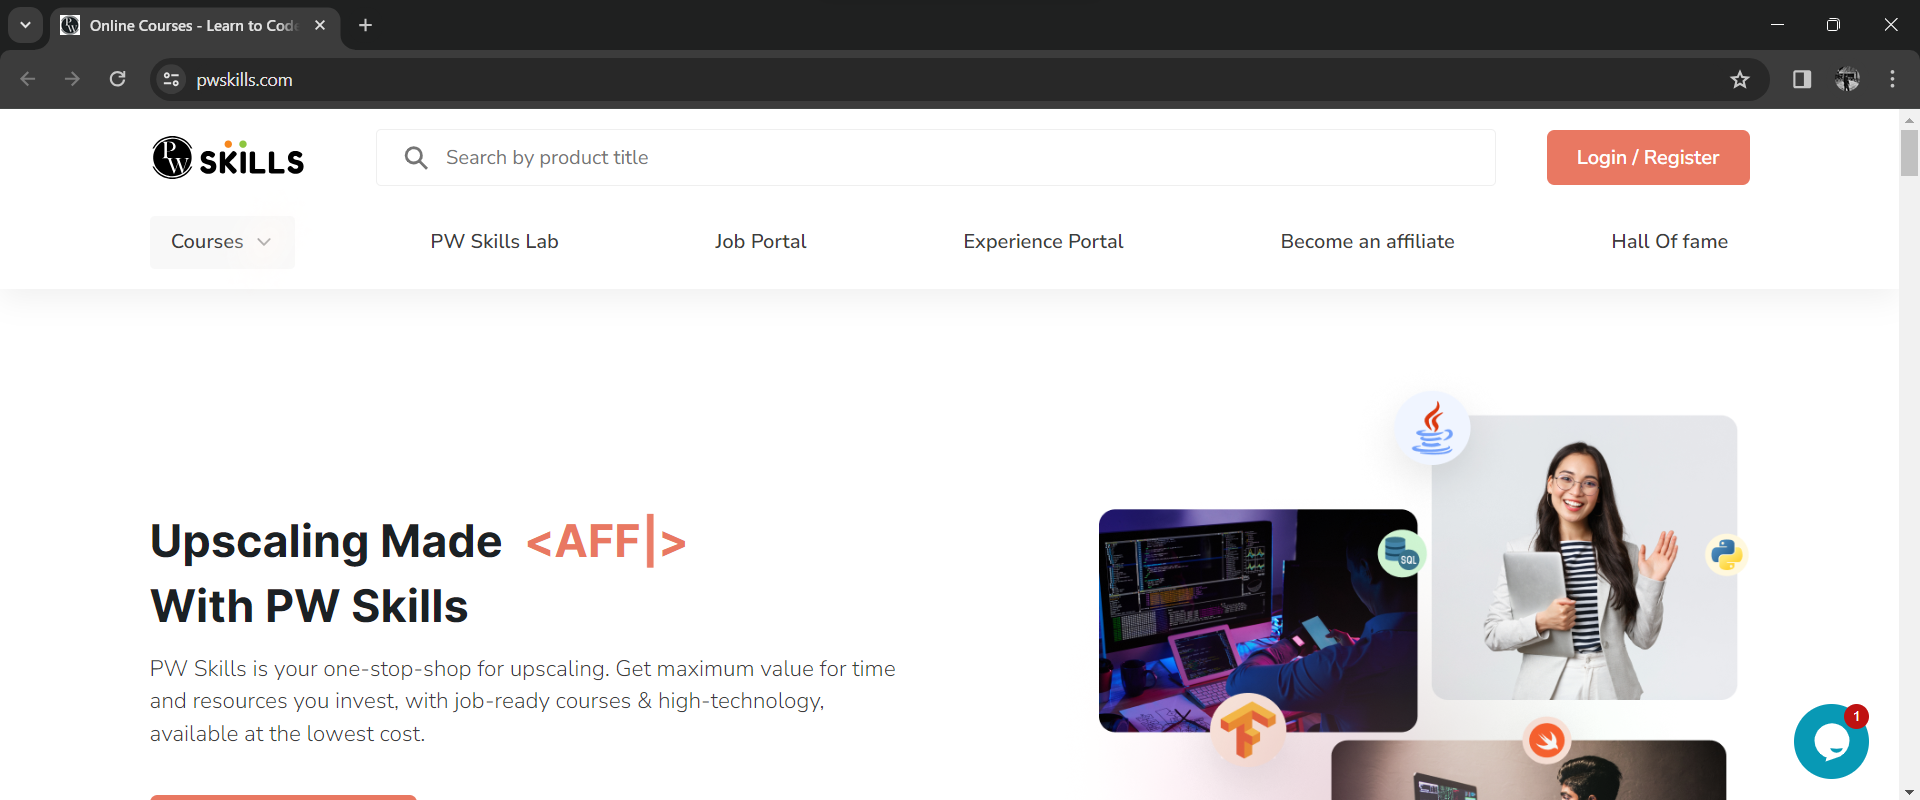 Online Courses - Learn to Code
pwskills.com
PW SKILLS
Search by product title
Login / Register
Courses
PW Skills Lab
Job Portal
Experience Portal
Become an affiliate
Hall Of fame
Upscaling Made <AFF|>
With PW Skills
PW Skills is your one-stop-shop for upscaling. Get maximum value for time
and resources you invest, with job-ready courses & high-technology,
available at the lowest cost.
SQL
1